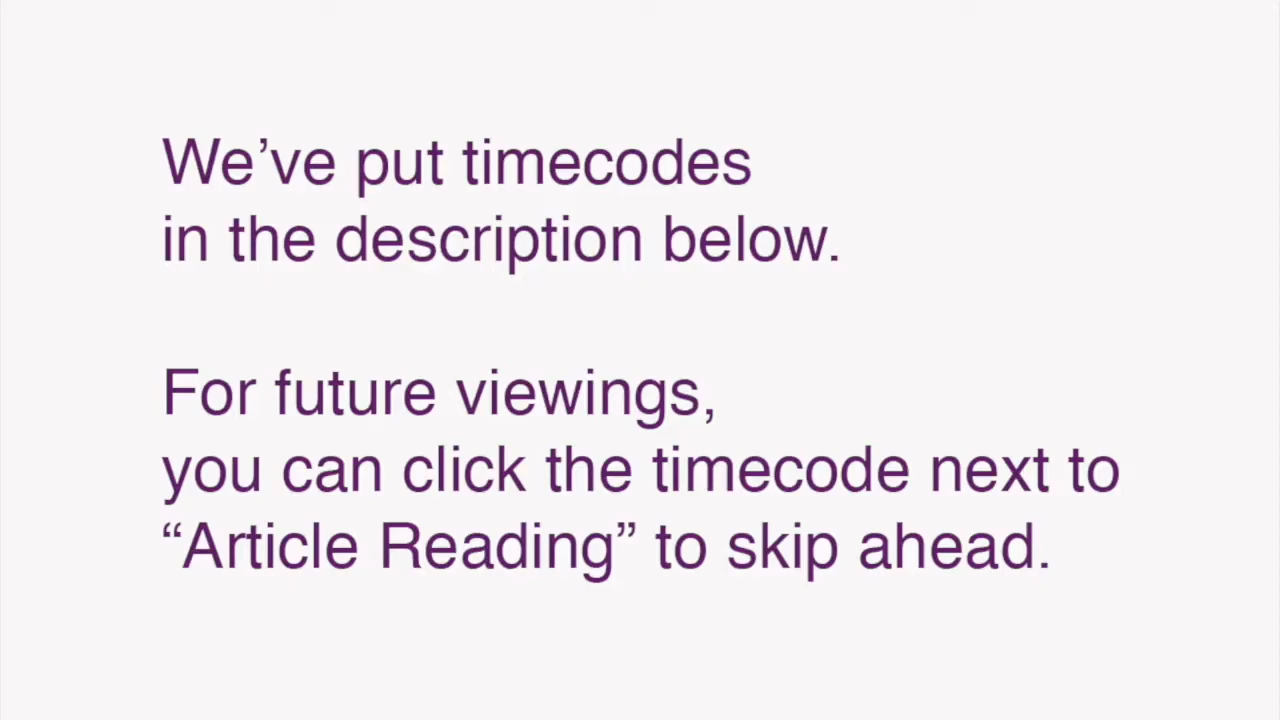 We’ve put timecodes
in the description below.
For future viewings,
you can click the timecode next to
“Article Reading” to skip ahead.